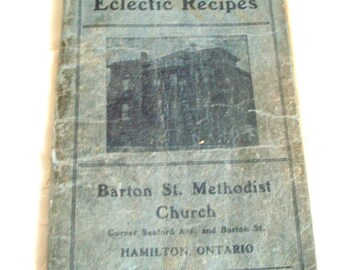 Eclectic Recipes
Barton St. Methodist
Church
Corner Sanford Ave. and Barton St.
HAMILTON, ONTARIO